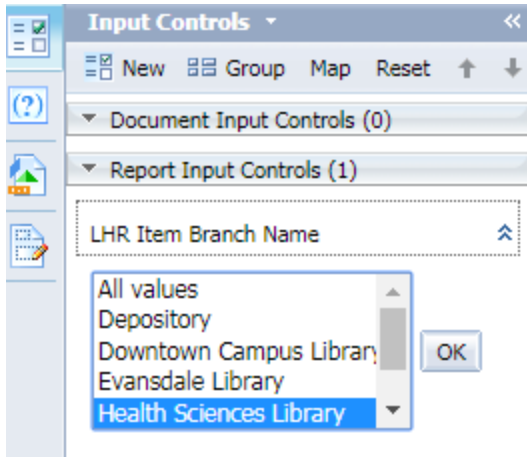 Input Controls
New Group Map Reset
(?)
Document Input Controls (0)
Report Input Controls (1)
LHR Item Branch Name
All values
Depository
Downtown Campus Library
Evansdale Library
Health Sciences Library
OK